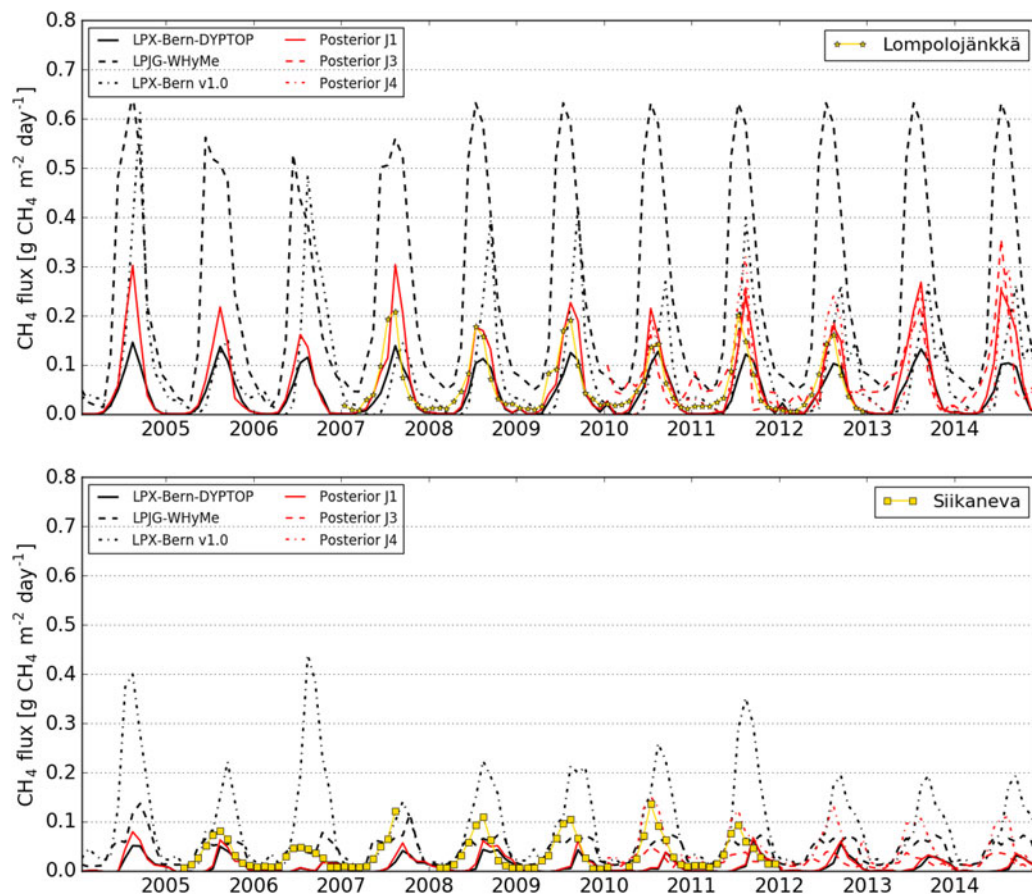 0.8
0.7
0.6
0.5
0.4
0.3
0.2
0.1
0.0
CH₄ flux [g CH₄ m⁻² day⁻¹]
LPX-Bern-DYPTOP
LPJG-WHyMe
LPX-Bern v1.0
Posterior J1
Posterior J3
Posterior J4
Lompolojänkkä
2005 2006 2007 2008 2009 2010 2011 2012 2013 2014
0.8
0.7
0.6
0.5
0.4
0.3
0.2
0.1
0.0
CH₄ flux [g CH₄ m⁻² day⁻¹]
LPX-Bern-DYPTOP
LPJG-WHyMe
LPX-Bern v1.0
Posterior J1
Posterior J3
Posterior J4
Siikaneva
2005 2006 2007 2008 2009 2010 2011 2012 2013 2014